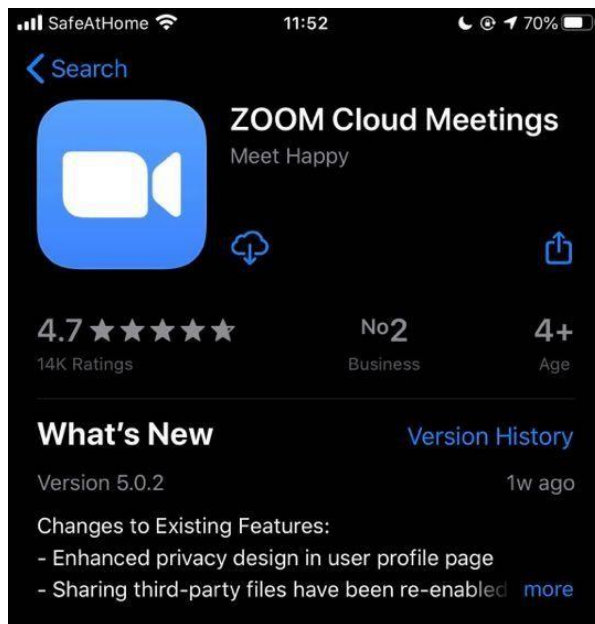 SafeAtHome 11:52 70%
Search
ZOOM Cloud Meetings
Meet Happy
4.7 No2 4+
14K Ratings Business Age
What's New Version History
Version 5.0.2 1w ago
Changes to Existing Features:
- Enhanced privacy design in user profile page
- Sharing third-party files have been re-enabled more